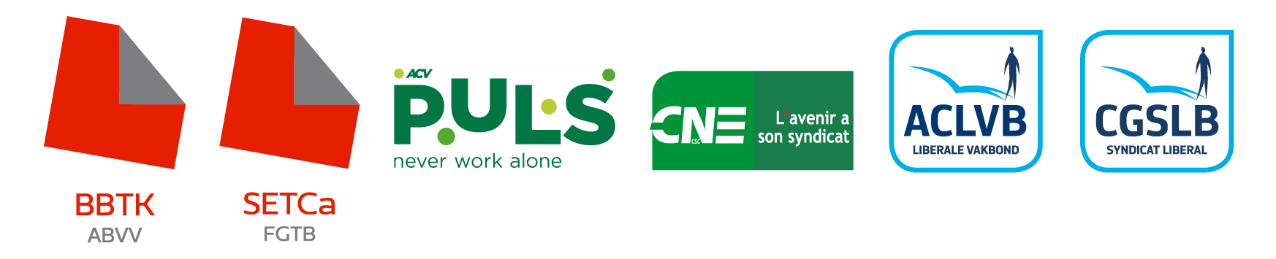 BBTK
ABVV
SETCa
FGTB
ACV
PULS
never work alone
CNE
CSC
L'avenir a
son syndicat
ACLVB
LIBERALE VAKBOND
CGSLB
SYNDICAT LIBERAL